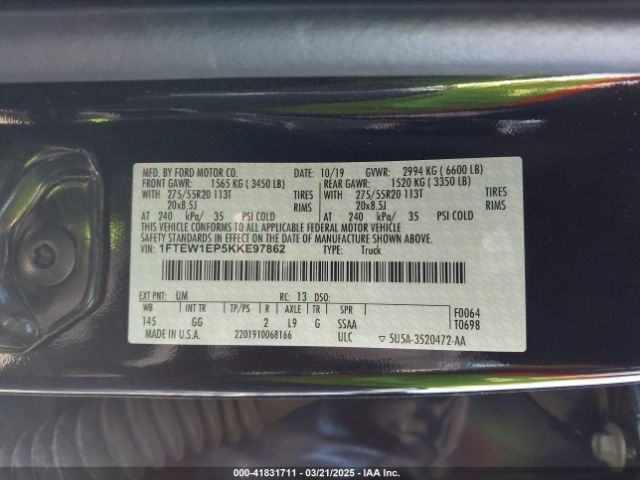 MFD. BY FORD MOTOR CO. 10/19 GVWR: 2994 KG ( 6600 LB)
FRONT GAWR: 1565 KG ( 3450 LB) REAR GAWR: 1520 KG ( 3350 LB)
WITH 275/55R20 113T TIRES WITH 275/55R20 113T TIRES
20x8.5J RIMS 20x8.5J RIMS
AT 240 kPa/ 35 PSI COLD AT 240 kPa/ 35 PSI COLD
THIS VEHICLE CONFORMS TO ALL APPLICABLE FEDERAL MOTOR VEHICLE
SAFETY STANDARDS IN EFFECT ON THE DATE OF MANUFACTURE SHOWN ABOVE.
VIN: 1FTEW1EP5KKE97862 TYPE: Truck
EXT PNT: UM RC: 13 DSO:
WB INT TR TP/PS R AXLE TR SPR F0064
145 GG 2 L9 G SSAA T0698
MADE IN U.S.A. 2201910068166 ULC ▽ 5U5A-3520472-AA
000-41831711 — 03/21/2025 — IAA Inc.